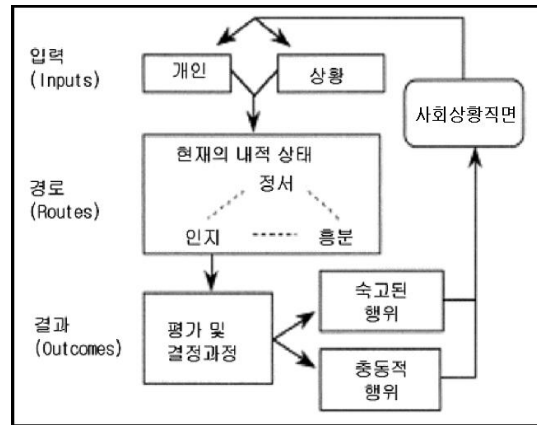 입력
(Inputs)
개인
상황
사회상황직면
경로
(Routes)
현재의 내적 상태
정서
인지
흥분
결과
(Outcomes)
평가 및
결정과정
숙고된
행위
충동적
행위